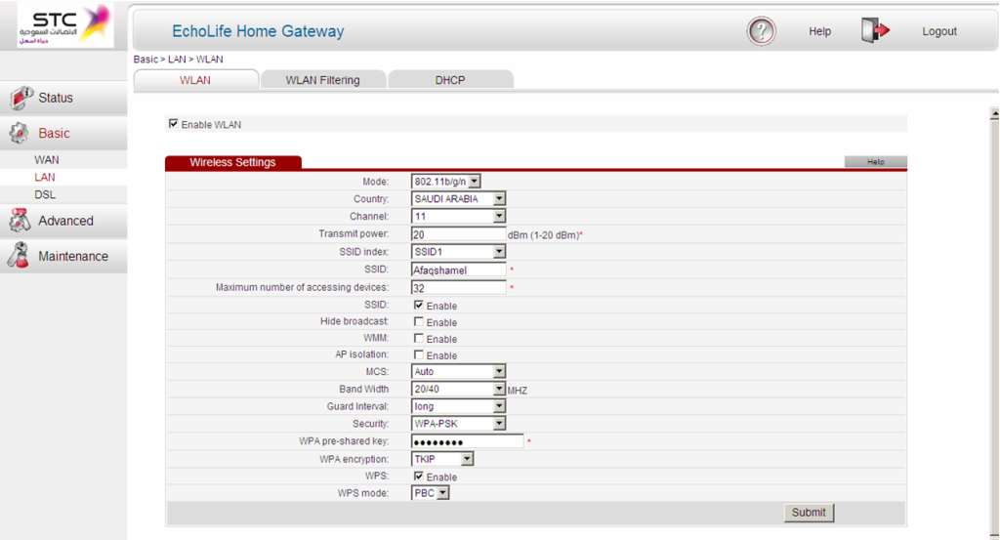 STC
الاتصالات السعودية
حياة أسهل
EchoLife Home Gateway
? Help
Logout
Basic > LAN > WLAN
WLAN
WLAN Filtering
DHCP
Status
Basic
WAN
LAN
DSL
Advanced
Maintenance
Enable WLAN
Wireless Settings
Help
Mode: 802.11b/g/n
Country: SAUDI ARABIA
Channel: 11
Transmit power: 20 dBm (1-20 dBm)*
SSID index: SSID1
SSID: Afaqshamel *
Maximum number of accessing devices: 32 *
SSID: Enable
Hide broadcast: Enable
WMM: Enable
AP isolation: Enable
MCS: Auto
Band Width 20/40 MHZ
Guard Interval: long
Security: WPA-PSK
WPA pre-shared key: ●●●●●●●● *
WPA encryption: TKIP
WPS: Enable
WPS mode: PBC
Submit